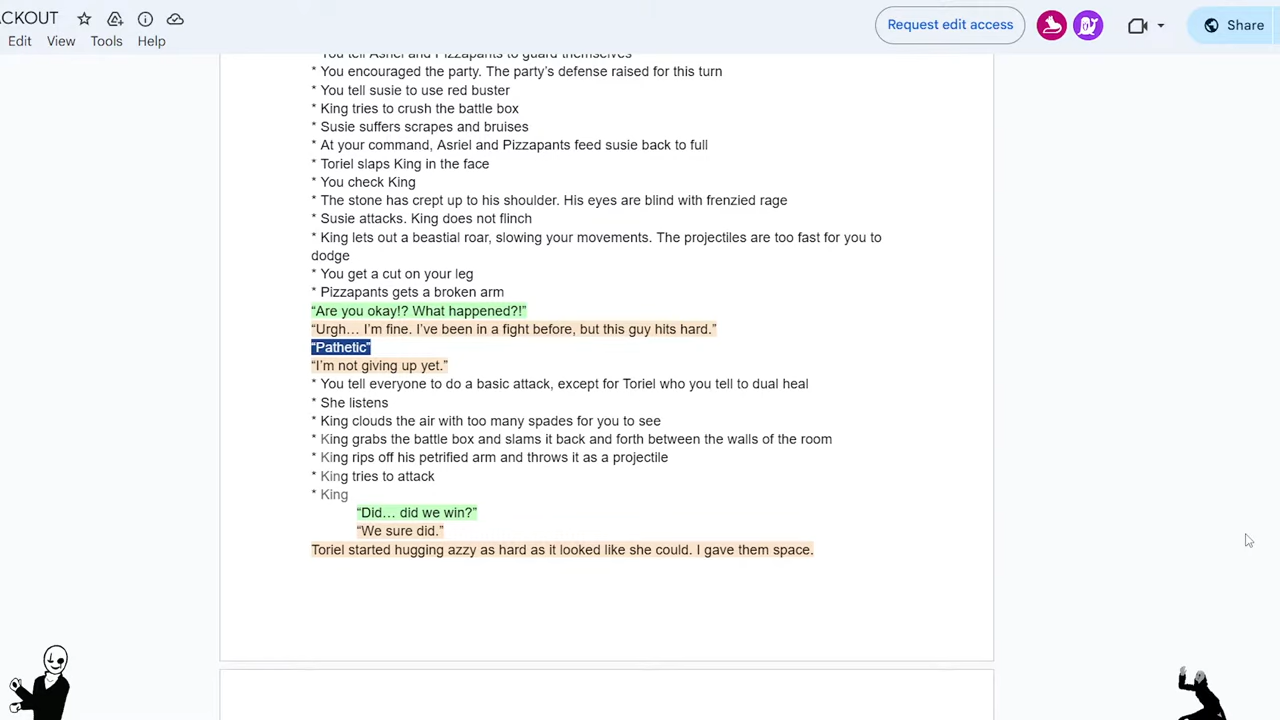 CKOUT
Request edit access
Share
Edit View Tools Help
* You tell Asriel and Pizzapants to guard themselves
* You encouraged the party. The party's defense raised for this turn
* You tell susie to use red buster
* King tries to crush the battle box
* Susie suffers scrapes and bruises
* At your command, Asriel and Pizzapants feed susie back to full
* Toriel slaps King in the face
* You check King
* The stone has crept up to his shoulder. His eyes are blind with frenzied rage
* Susie attacks. King does not flinch
* King lets out a beastial roar, slowing your movements. The projectiles are too fast for you to
dodge
* You get a cut on your leg
* Pizzapants gets a broken arm
“Are you okay!? What happened?!”
“Urgh… I’m fine. I’ve been in a fight before, but this guy hits hard.”
“Pathetic”
“I’m not giving up yet.”
* You tell everyone to do a basic attack, except for Toriel who you tell to dual heal
* She listens
* King clouds the air with too many spades for you to see
* King grabs the battle box and slams it back and forth between the walls of the room
* King rips off his petrified arm and throws it as a projectile
* King tries to attack
* King
“Did… did we win?”
“We sure did.”
Toriel started hugging azzy as hard as it looked like she could. I gave them space.